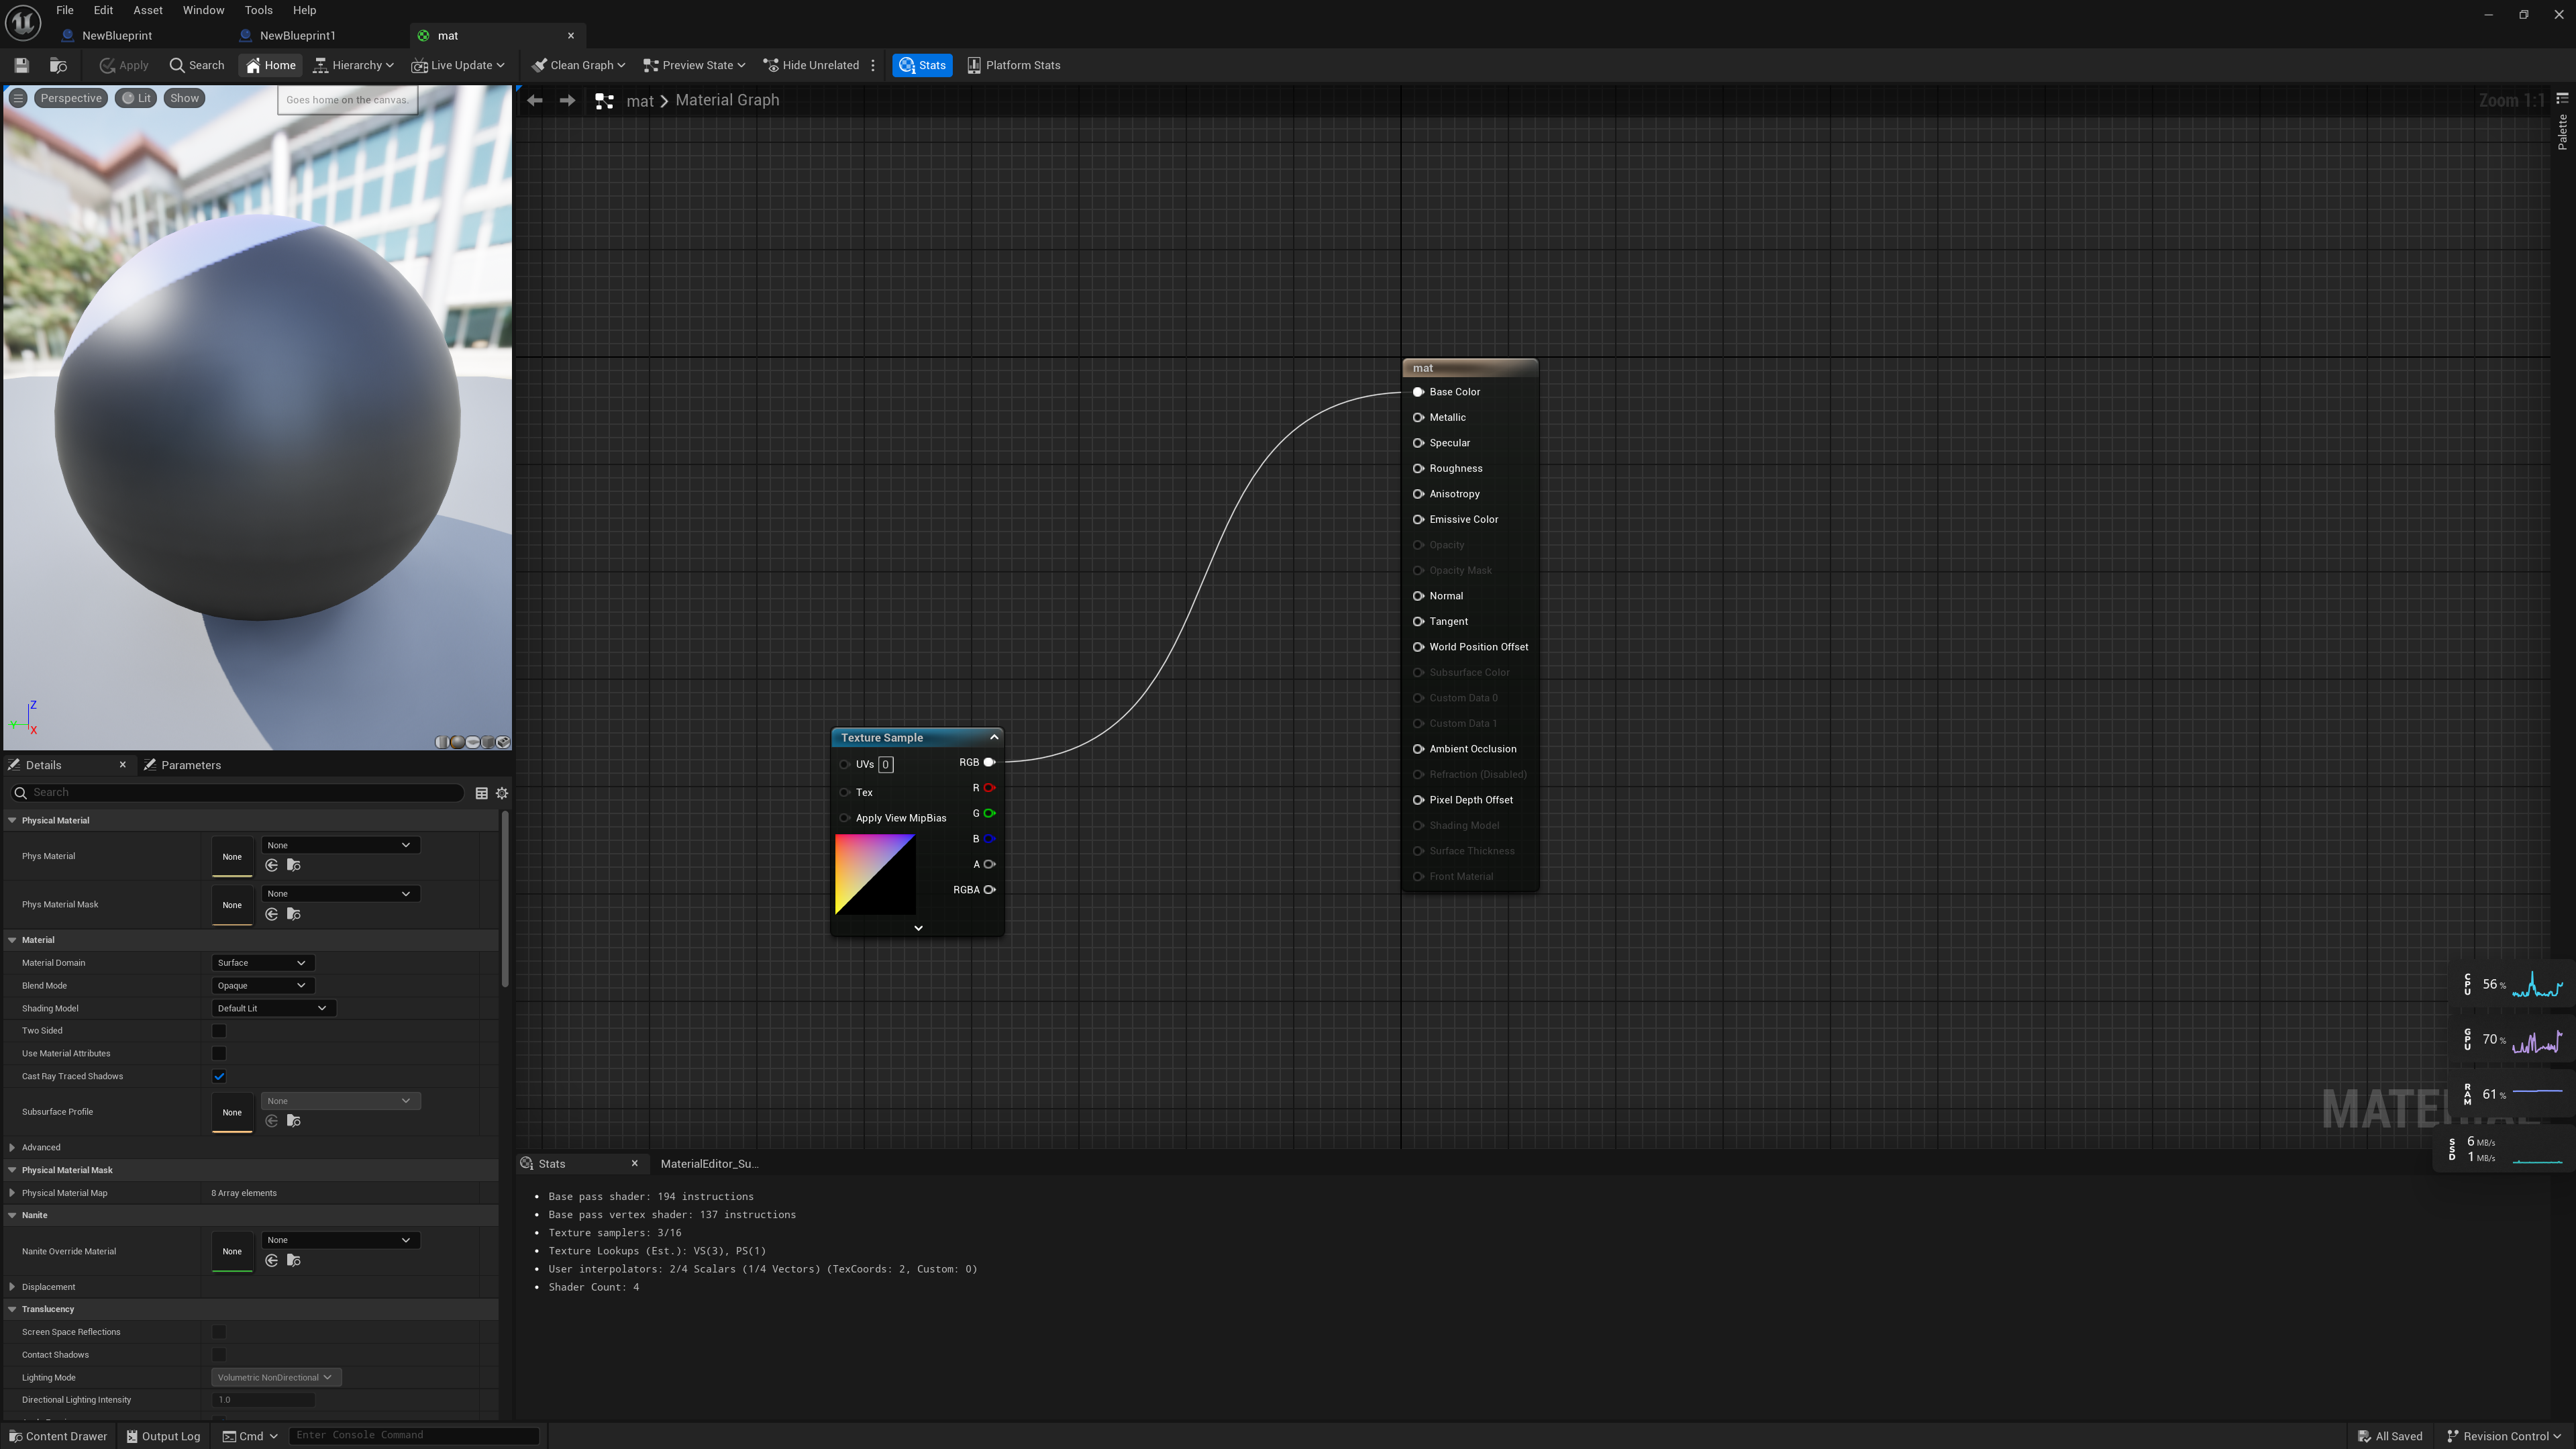 File Edit Asset Window Tools Help
NewBlueprint NewBlueprint1 mat
Apply Search Home Hierarchy Live Update Clean Graph Preview State Hide Unrelated Stats Platform Stats
Perspective Lit Show
Goes home on the canvas.
mat Material Graph
Zoom 1:1
Palette
Z
Y
X
mat
Base Color
Metallic
Specular
Roughness
Anisotropy
Emissive Color
Opacity
Opacity Mask
Normal
Tangent
World Position Offset
Subsurface Color
Custom Data 0
Custom Data 1
Ambient Occlusion
Refraction (Disabled)
Pixel Depth Offset
Shading Model
Surface Thickness
Front Material
Texture Sample
UVs 0 RGB
Tex R
Apply View MipBias G
B
A
RGBA
Details Parameters
Search
Physical Material
Phys Material None None
Phys Material Mask None None
Material
Material Domain Surface
Blend Mode Opaque
Shading Model Default Lit
Two Sided
Use Material Attributes
Cast Ray Traced Shadows
Subsurface Profile None None
Advanced
Physical Material Mask
Physical Material Map 8 Array elements
Nanite
Nanite Override Material None None
Displacement
Translucency
Screen Space Reflections
Contact Shadows
Lighting Mode Volumetric NonDirectional
Directional Lighting Intensity 1.0
CPU 56 %
GPU 70 %
RAM 61 %
SSD 6 MB/s
1 MB/s
Stats MaterialEditor_Su...
Base pass shader: 194 instructions
Base pass vertex shader: 137 instructions
Texture samplers: 3/16
Texture Lookups (Est.): VS(3), PS(1)
User interpolators: 2/4 Scalars (1/4 Vectors) (TexCoords: 2, Custom: 0)
Shader Count: 4
Content Drawer Output Log Cmd Enter Console Command All Saved Revision Control